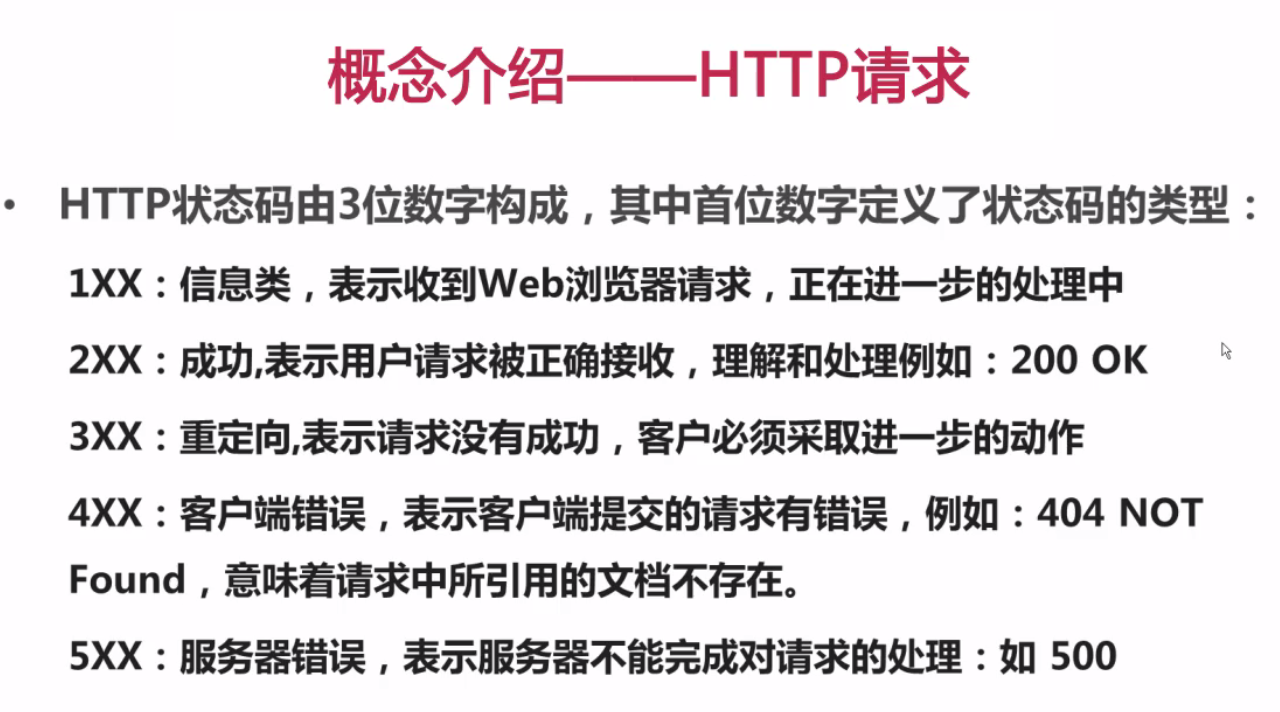 概念介绍——HTTP请求
• HTTP状态码由3位数字构成，其中首位数字定义了状态码的类型：
1XX：信息类，表示收到Web浏览器请求，正在进一步的处理中
2XX：成功,表示用户请求被正确接收，理解和处理例如：200 OK
3XX：重定向,表示请求没有成功，客户必须采取进一步的动作
4XX：客户端错误，表示客户端提交的请求有错误，例如：404 NOT
Found，意味着请求中所引用的文档不存在。
5XX：服务器错误，表示服务器不能完成对请求的处理：如 500